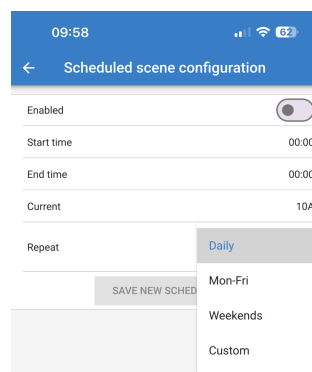 09:58
62
Scheduled scene configuration
Enabled
Start time 00:00
End time 00:00
Current 10A
Repeat
Daily
Mon-Fri
SAVE NEW SCHED
Weekends
Custom